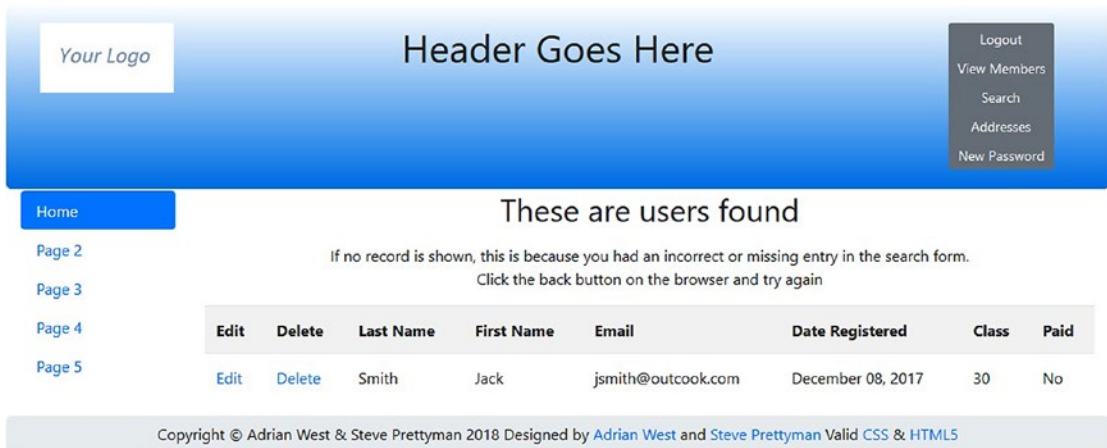 Your Logo
Header Goes Here
Logout
View Members
Search
Addresses
New Password
Home
Page 2
Page 3
Page 4
Page 5
These are users found
If no record is shown, this is because you had an incorrect or missing entry in the search form.
Click the back button on the browser and try again
Edit Delete Last Name First Name Email Date Registered Class Paid
Edit Delete Smith Jack jsmith@outcook.com December 08, 2017 30 No
Copyright © Adrian West & Steve Prettyman 2018 Designed by Adrian West and Steve Prettyman Valid CSS & HTML5